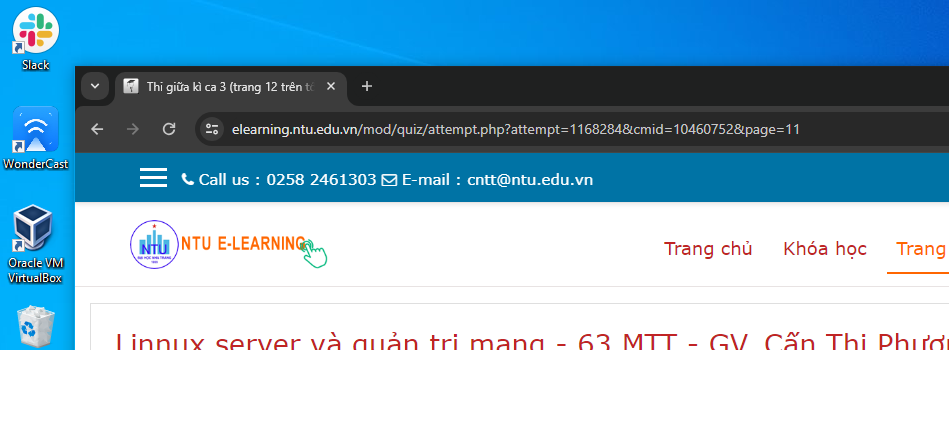 Slack
WonderCast
Oracle VM
VirtualBox
Thi giữa kì ca 3 (trang 12 trên
elearning.ntu.edu.vn/mod/quiz/attempt.php?attempt=1168284&cmid=10460752&page=11
Call us : 0258 2461303 E-mail : cntt@ntu.edu.vn
NTU
NTU E-LEARNING
Trang chủ Khóa học Trang
Linnux server và quản trị mạng - 63 MTT - GV. Cấn Thị